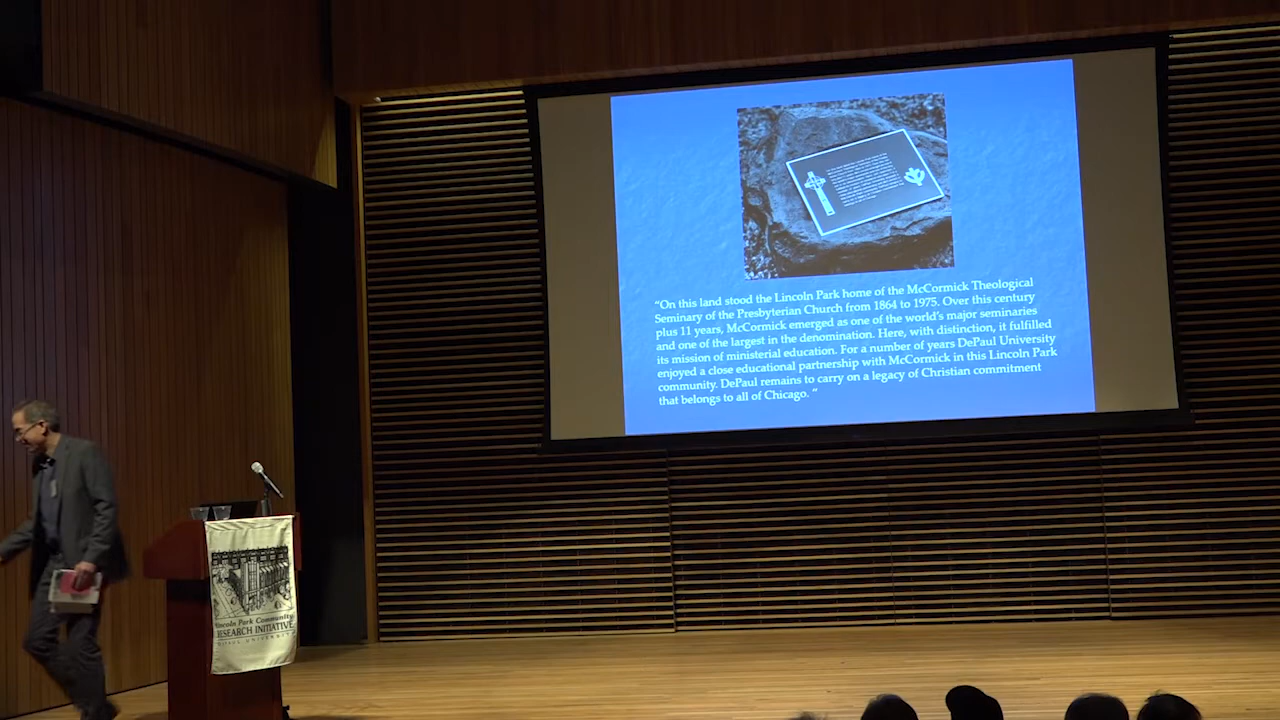 “On this land stood the Lincoln Park home of the McCormick Theological
Seminary of the Presbyterian Church from 1864 to 1975. Over this century
plus 11 years, McCormick emerged as one of the world’s major seminaries
and one of the largest in the denomination. Here, with distinction, it fulfilled
its mission of ministerial education. For a number of years DePaul University
enjoyed a close educational partnership with McCormick in this Lincoln Park
community. DePaul remains to carry on a legacy of Christian commitment
that belongs to all of Chicago. “
Lincoln Park Community
RESEARCH INITIATIVE
UNIVERSITY